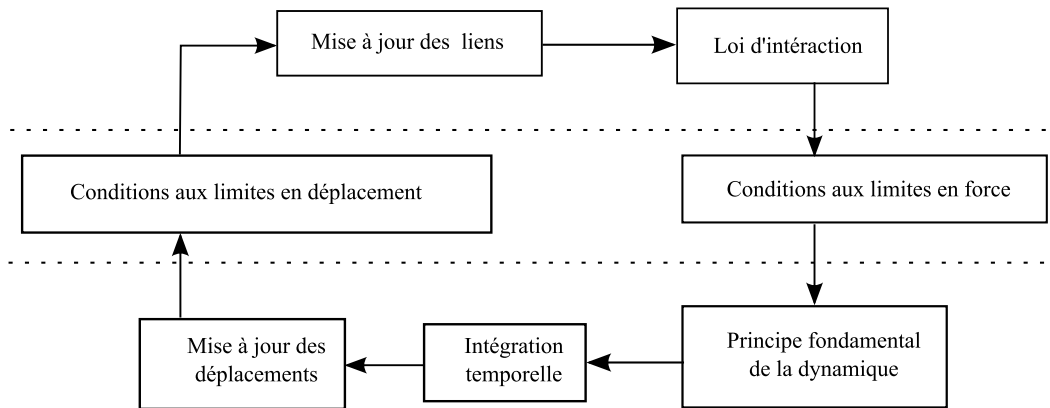 Mise à jour des liens
Loi d'intéraction
Conditions aux limites en déplacement
Conditions aux limites en force
Mise à jour des
déplacements
Intégration
temporelle
Principe fondamental
de la dynamique